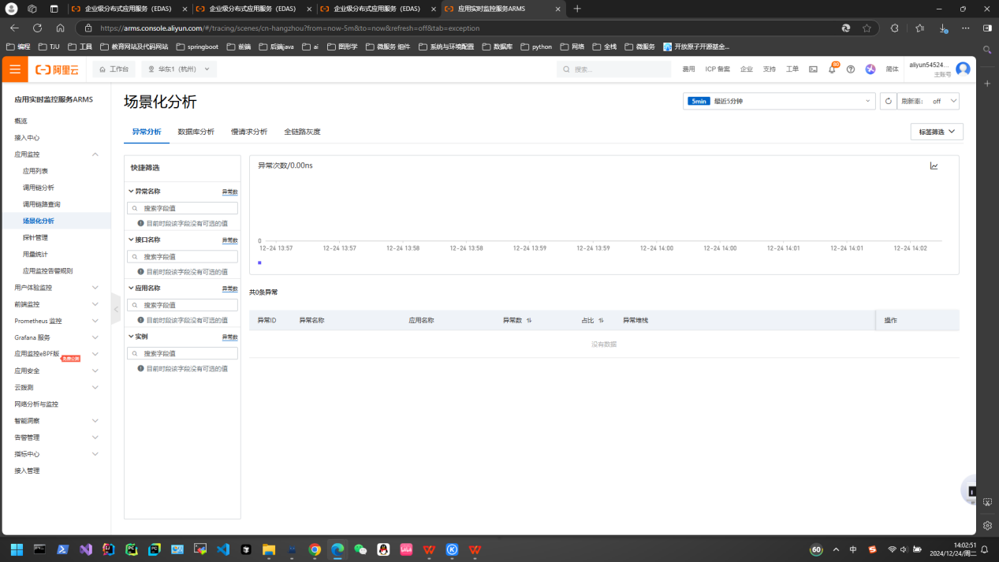 企业级分布式应用服务（EDAS）
企业级分布式应用服务（EDAS）
企业级分布式应用服务（EDAS）
应用实时监控服务ARMS
https://arms.console.aliyun.com/#/tracing/scenes/cn-hangzhou?from=now-5m&to=now&refresh=off&tab=exception
编程 TJU 工具 教育网站及代码网站 springboot 前端 后端java ai 图形学 微服务 组件 系统与环境配置 数据库 python 网络 全栈 微服务 开放原子开源基金...
阿里云 工作台 华东1（杭州） 搜索... 费用 ICP 备案 企业 支持 工单 80 简体 aliyun54524...
主账号
应用实时监控服务ARMS
概览
接入中心
应用监控
应用列表
调用链分析
调用链路查询
场景化分析
探针管理
用量统计
应用监控告警规则
用户体验监控
前端监控
Prometheus 监控
Grafana 服务
应用监控eBPF版
免费公测
应用安全
云拨测
网络分析与监控
智能洞察
告警管理
指标中心
接入管理
场景化分析
5min 最近5分钟
刷新率： off
异常分析 数据库分析 慢请求分析 全链路灰度
标签筛选
快捷筛选
异常名称 异常数
搜索字段值
目前时段该字段没有可选的值
接口名称 异常数
搜索字段值
目前时段该字段没有可选的值
应用名称 异常数
搜索字段值
目前时段该字段没有可选的值
实例 异常数
搜索字段值
目前时段该字段没有可选的值
异常次数/0.00ns
0
12-24 13:57 12-24 13:57 12-24 13:58 12-24 13:58 12-24 13:59 12-24 13:59 12-24 14:00 12-24 14:00 12-24 14:01 12-24 14:01 12-24 14:02
共0条异常
异常ID 异常名称 应用名称 异常数 占比 异常堆栈 操作
没有数据
60 中
14:02:51
2024/12/24/周二